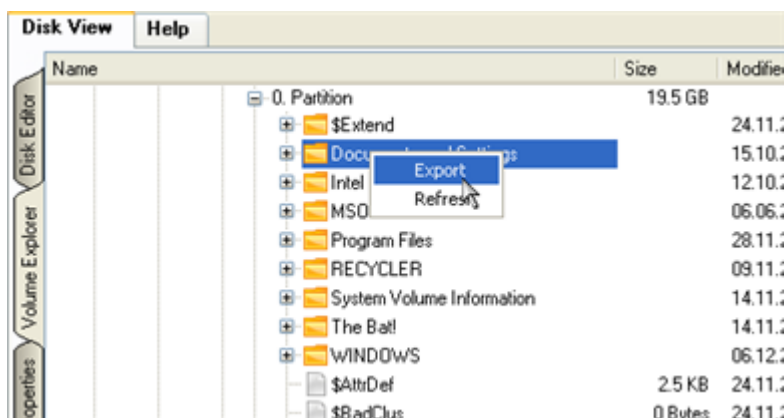 Disk View Help
Name Size Modifie
0. Partition 19.5 GB
$Extend 24.11.2
Documents and Settings 15.10.2
Export
Intel 12.10.2
Refresh
MSO 06.06.2
Program Files 28.11.2
RECYCLER 09.11.2
System Volume Information 14.11.2
The Bat! 14.11.2
WINDOWS 06.12.2
$AttrDef 2.5 KB 24.11.2
$BadClus 0 Bytes 24.11.2
Disk Editor
Volume Explorer
operties